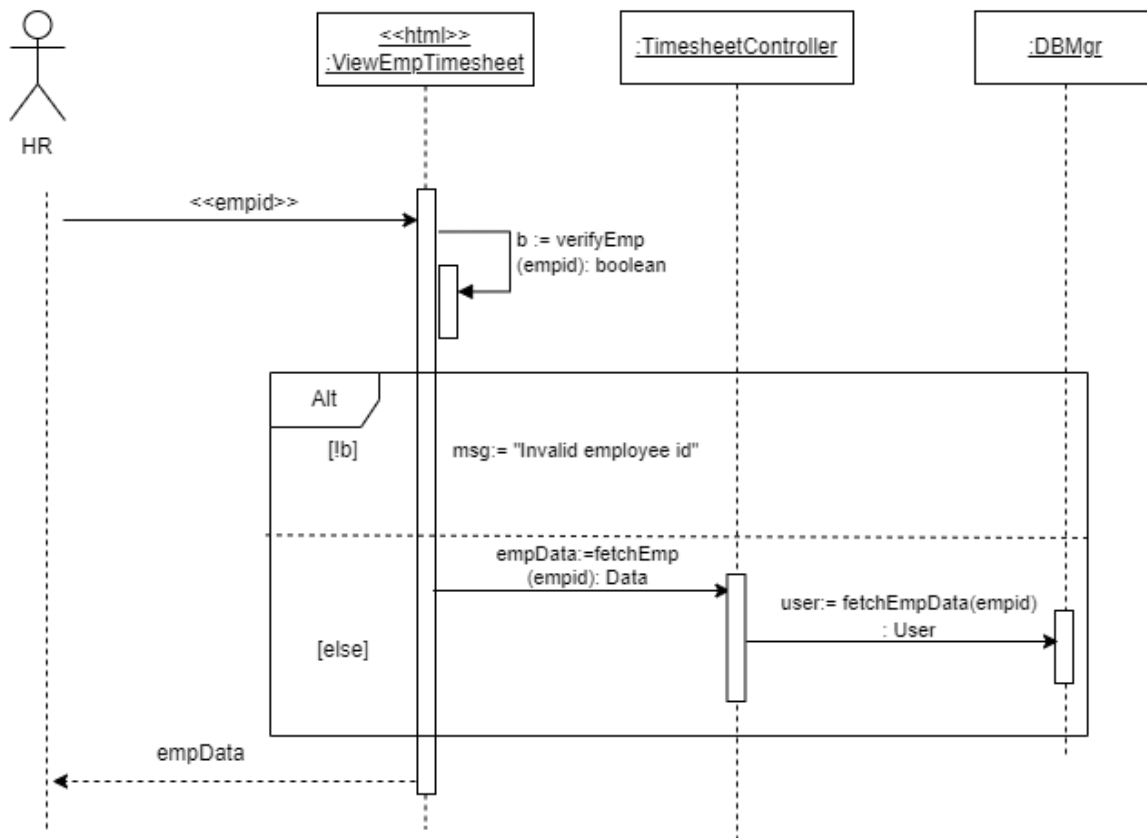 <<html>>
:ViewEmpTimesheet
:TimesheetController
:DBMgr
HR
<<empid>>
b := verifyEmp
(empid): boolean
Alt
[!b]
msg:= "Invalid employee id"
empData:=fetchEmp
(empid): Data
user:= fetchEmpData(empid)
: User
[else]
empData